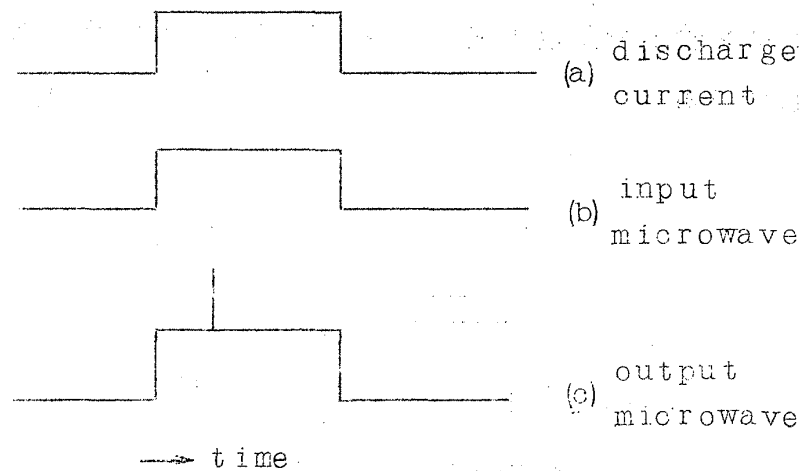 (a) discharge
current
(b) input
microwave
(c) output
microwave
time